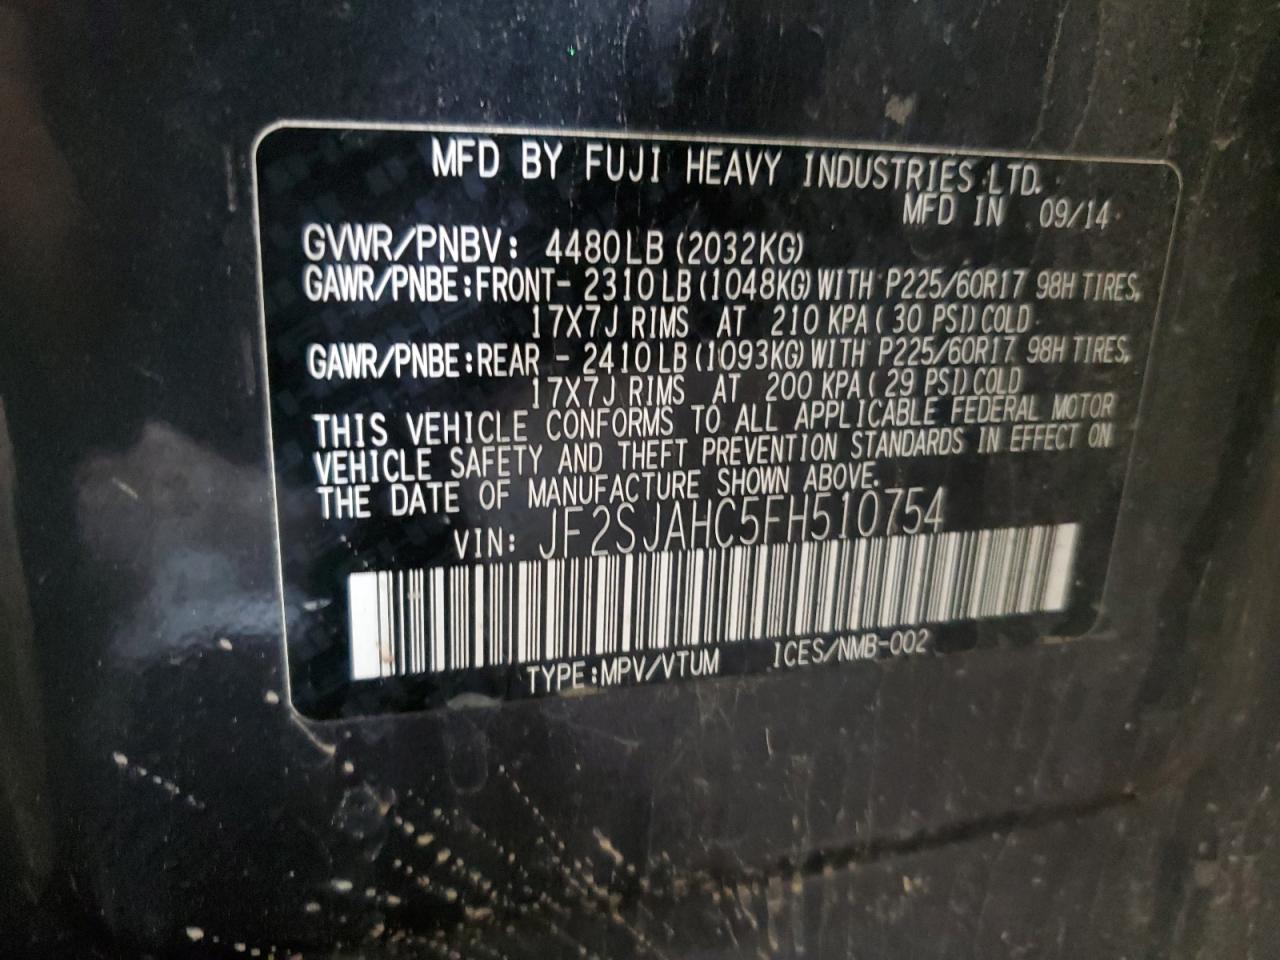 MFD BY FUJI HEAVY INDUSTRIES LTD.
MFD IN 09/14
GVWR/PNBV: 4480LB (2032KG)
GAWR/PNBE:FRONT- 2310LB (1048KG) WITH P225/60R17 98H TIRES,
17X7J RIMS AT 210 KPA ( 30 PSI) COLD
GAWR/PNBE:REAR - 2410LB (1093KG) WITH P225/60R17 98H TIRES,
17X7J RIMS AT 200 KPA ( 29 PSI) COLD
THIS VEHICLE CONFORMS TO ALL APPLICABLE FEDERAL MOTOR
VEHICLE SAFETY AND THEFT PREVENTION STANDARDS IN EFFECT ON
THE DATE OF MANUFACTURE SHOWN ABOVE.
VIN: JF2SJAHC5FH510754
TYPE:MPV/VTUM ICES/NMB-002